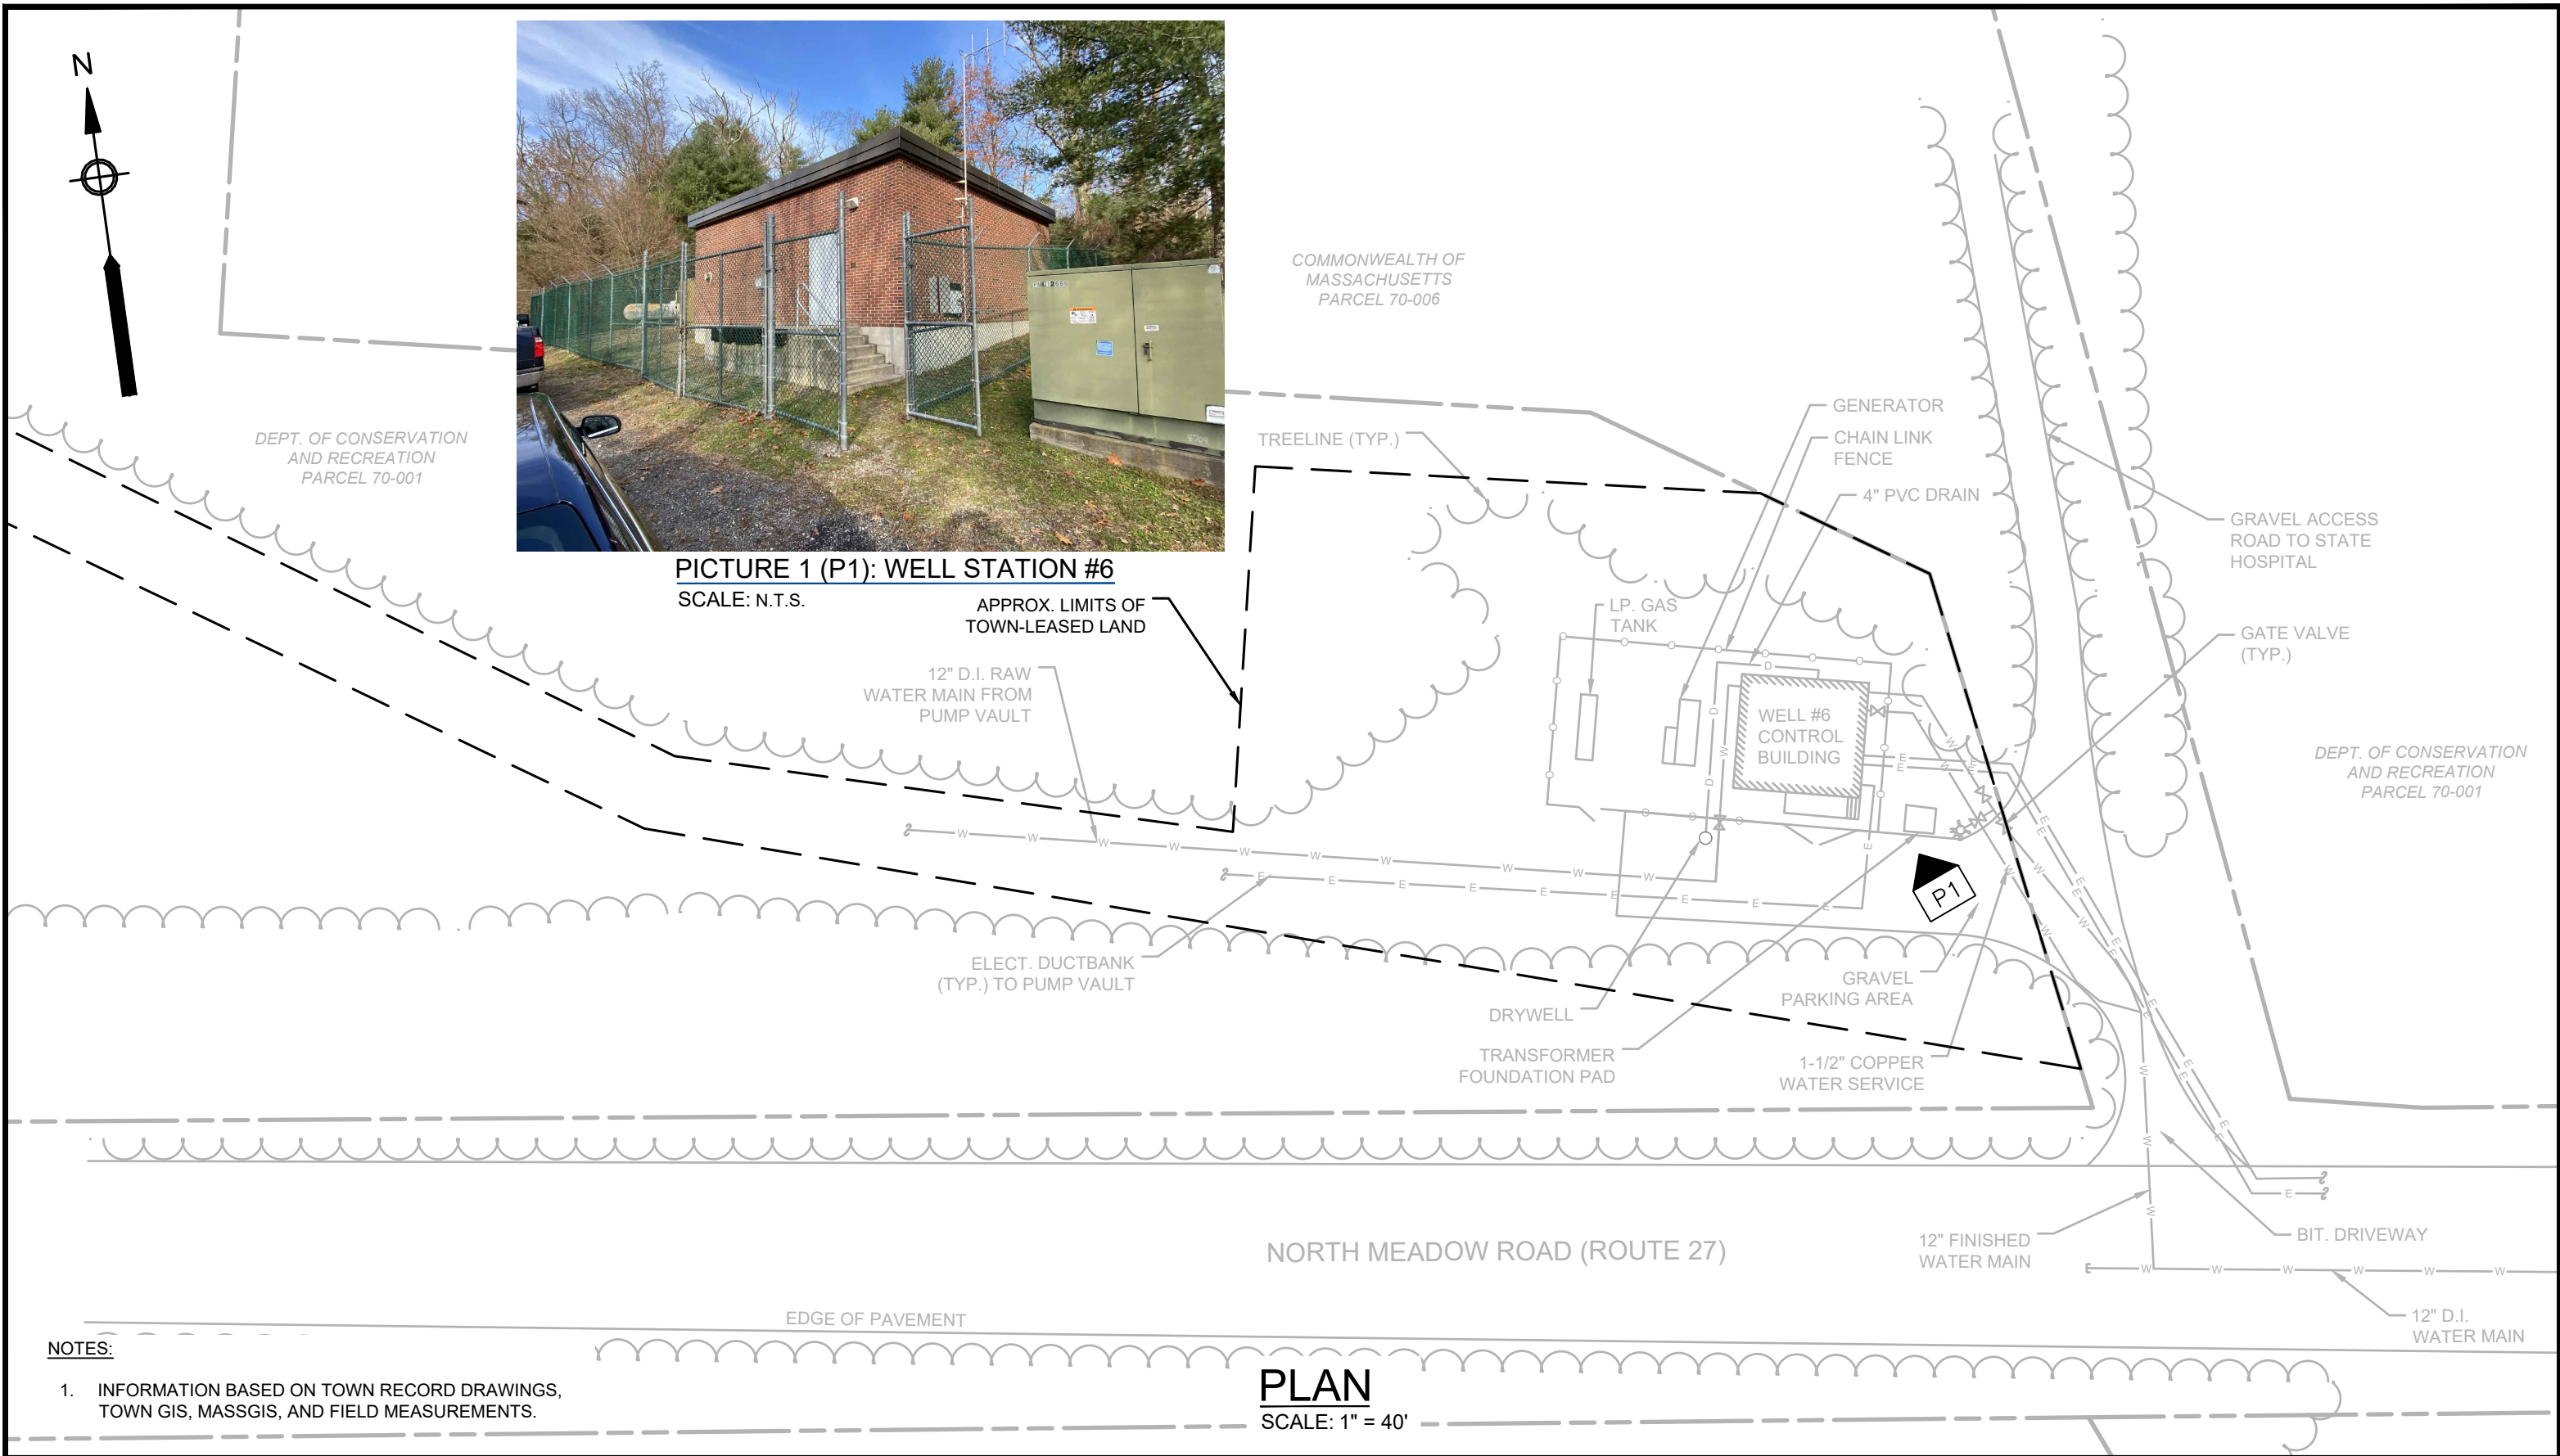 N
COMMONWEALTH OF
MASSACHUSETTS
PARCEL 70-006
DEPT. OF CONSERVATION
AND RECREATION
PARCEL 70-001
TREELINE (TYP.)
GENERATOR
CHAIN LINK
FENCE
4" PVC DRAIN
GRAVEL ACCESS
ROAD TO STATE
HOSPITAL
PICTURE 1 (P1): WELL STATION #6
SCALE: N.T.S.
APPROX. LIMITS OF
TOWN-LEASED LAND
LP. GAS
TANK
GATE VALVE
(TYP.)
12" D.I. RAW
WATER MAIN FROM
PUMP VAULT
WELL #6
CONTROL
BUILDING
DEPT. OF CONSERVATION
AND RECREATION
PARCEL 70-001
P1
ELECT. DUCTBANK
(TYP.) TO PUMP VAULT
GRAVEL
PARKING AREA
DRYWELL
TRANSFORMER
FOUNDATION PAD
1-1/2" COPPER
WATER SERVICE
NORTH MEADOW ROAD (ROUTE 27)
12" FINISHED
WATER MAIN
BIT. DRIVEWAY
EDGE OF PAVEMENT
12" D.I.
WATER MAIN
NOTES:
1. INFORMATION BASED ON TOWN RECORD DRAWINGS,
TOWN GIS, MASSGIS, AND FIELD MEASUREMENTS.
PLAN
SCALE: 1" = 40'